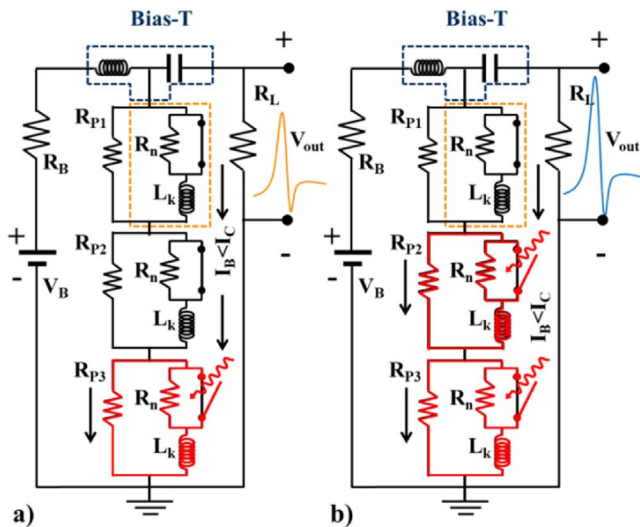 Bias-T
+
R_L
R_P1
R_n
V_out
R_B
L_k
+
-
V_B
R_P2
R_n
I_B<I_C
-
L_k
R_P3
R_n
L_k
a)
Bias-T
+
R_L
R_P1
R_n
V_out
R_B
L_k
+
-
V_B
R_P2
R_n
I_B<I_C
-
L_k
R_P3
R_n
L_k
b)